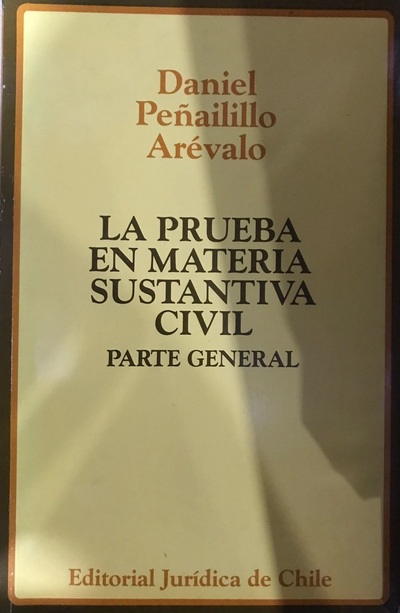 Daniel
Peñailillo
Arévalo
LA PRUEBA
EN MATERIA
SUSTANTIVA
CIVIL
PARTE GENERAL
Editorial Jurídica de Chile